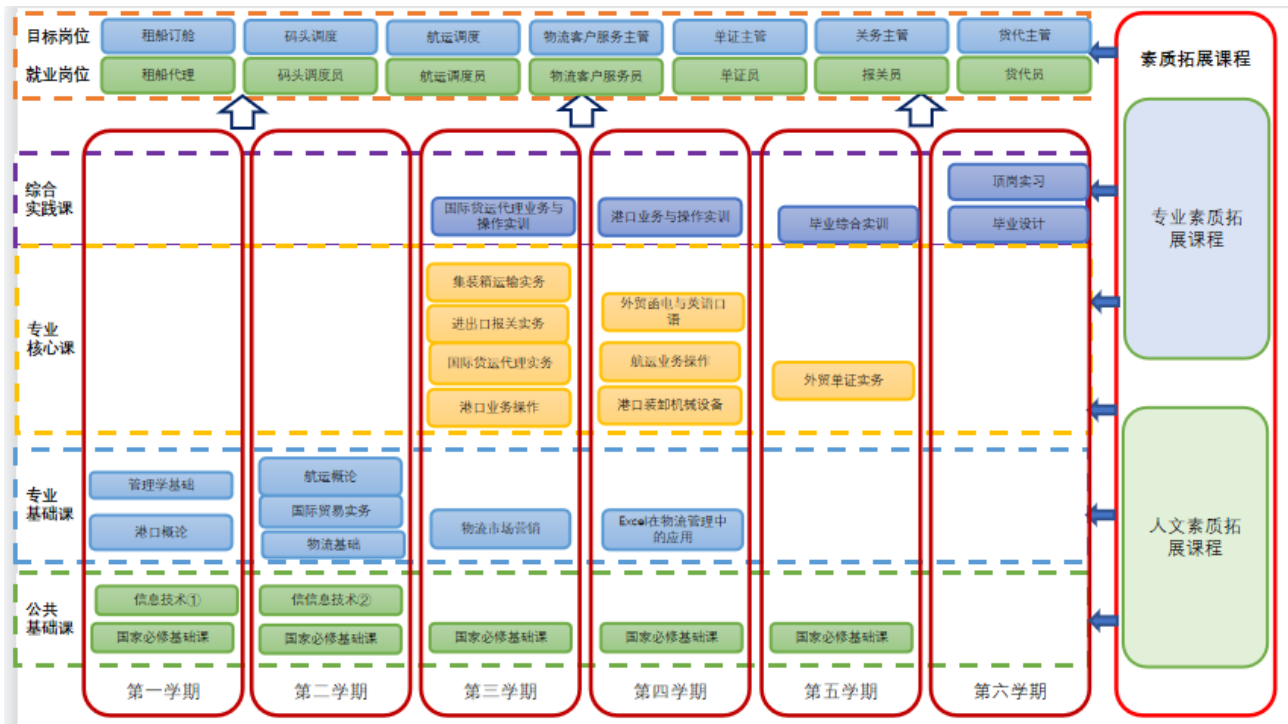 目标岗位
租船订舱
码头调度
航运调度
物流客户服务主管
单证主管
关务主管
货代主管
就业岗位
租船代理
码头调度员
航运调度员
物流客户服务员
单证员
报关员
货代员
素质拓展课程
综合
实践课
国际货运代理业务与
操作实训
港口业务与操作实训
毕业综合实训
顶岗实习
毕业设计
专业
核心课
集装箱运输实务
进出口报关实务
国际货运代理实务
港口业务操作
外贸函电与英语口
语
航运业务操作
港口装卸机械设备
外贸单证实务
专业
基础课
管理学基础
港口概论
航运概论
国际贸易实务
物流基础
物流市场营销
Excel在物流管理中
的应用
公共
基础课
信息技术①
国家必修基础课
信信息技术②
国家必修基础课
国家必修基础课
国家必修基础课
国家必修基础课
第一学期
第二学期
第三学期
第四学期
第五学期
第六学期
专业素质拓
展课程
人文素质拓
展课程